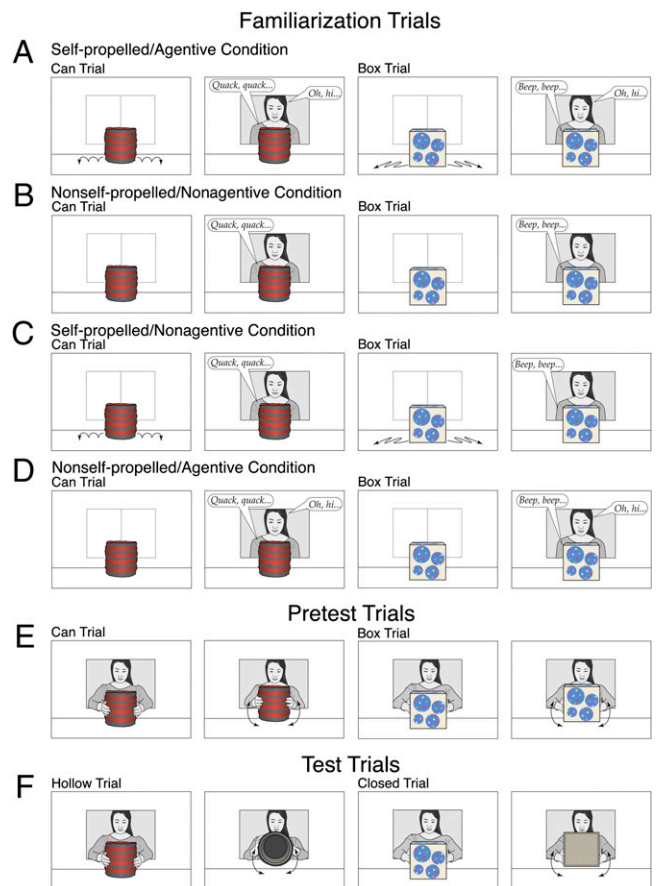 Familiarization Trials
A Self-propelled/Agentive Condition
Can Trial Box Trial
Quack, quack... Oh, hi... Beep, beep... Oh, hi...
B Nonself-propelled/Nonagentive Condition
Can Trial Box Trial
Quack, quack... Beep, beep...
C Self-propelled/Nonagentive Condition
Can Trial Box Trial
Quack, quack... Beep, beep...
D Nonself-propelled/Agentive Condition
Can Trial Box Trial
Quack, quack... Oh, hi... Beep, beep... Oh, hi...
Pretest Trials
E Can Trial Box Trial
Test Trials
F Hollow Trial Closed Trial